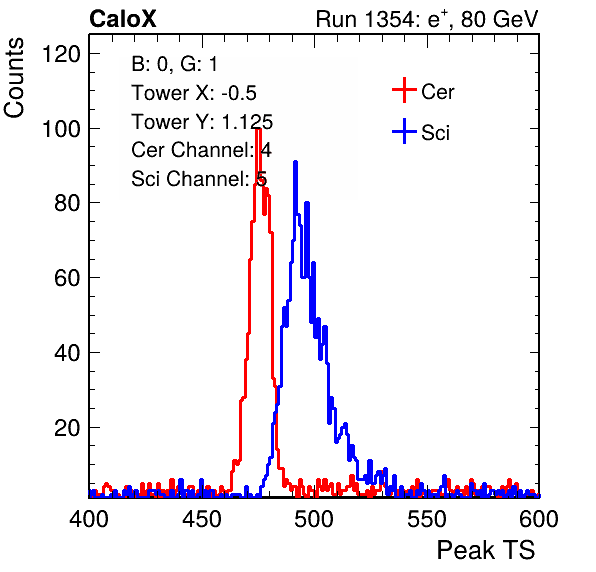 CaloX Run 1354: e+, 80 GeV
B: 0, G: 1
Tower X: -0.5
Tower Y: 1.125
Cer Channel: 4
Sci Channel: 5
Cer
Sci
Counts
120
100
80
60
40
20
400 450 500 550 600
Peak TS